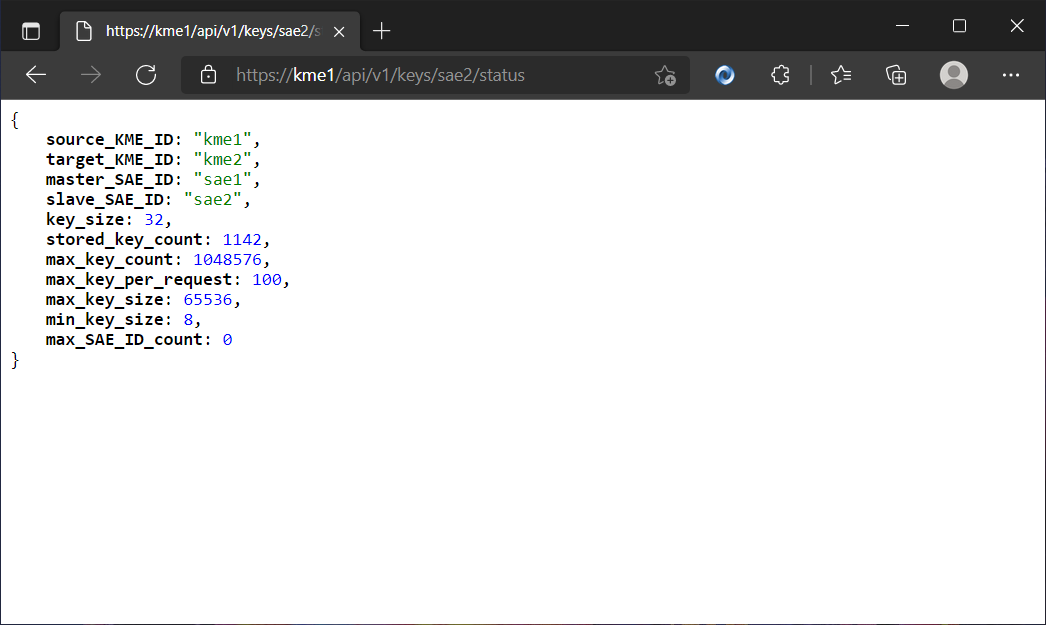 https://kme1/api/v1/keys/sae2/s
https://kme1/api/v1/keys/sae2/status
{
    source_KME_ID: "kme1",
    target_KME_ID: "kme2",
    master_SAE_ID: "sae1",
    slave_SAE_ID: "sae2",
    key_size: 32,
    stored_key_count: 1142,
    max_key_count: 1048576,
    max_key_per_request: 100,
    max_key_size: 65536,
    min_key_size: 8,
    max_SAE_ID_count: 0
}